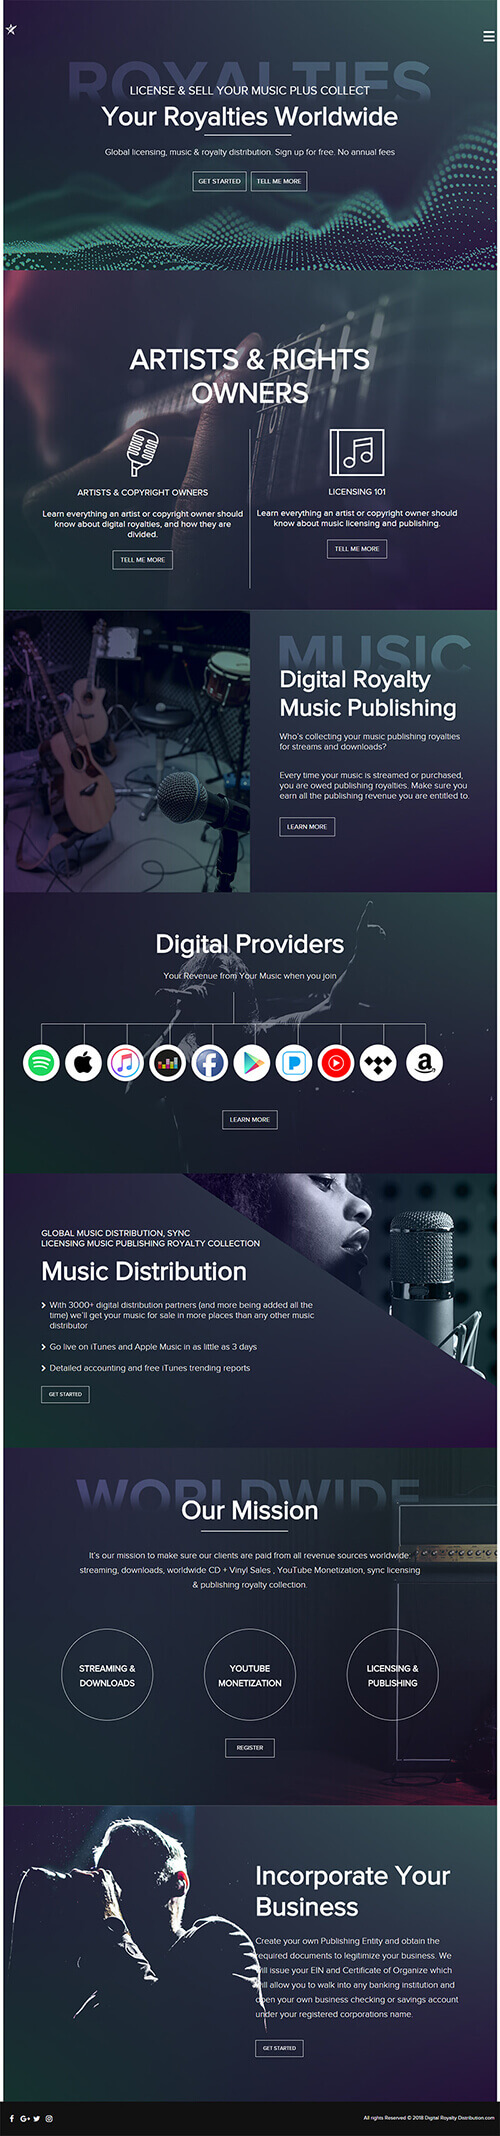 ROYALTIES
LICENSE & SELL YOUR MUSIC PLUS COLLECT
Your Royalties Worldwide
Global licensing, music & royalty distribution. Sign up for free. No annual fees
GET STARTED
TELL ME MORE
ARTISTS & RIGHTS
OWNERS
ARTISTS & COPYRIGHT OWNERS
Learn everything an artist or copyright owner should
know about digital royalties, and how they are
divided.
TELL ME MORE
LICENSING 101
Learn everything an artist or copyright owner should
know about music licensing and publishing.
TELL ME MORE
MUSIC
Digital Royalty
Music Publishing
Who's collecting your music publishing royalties
for streams and downloads?
Every time your music is streamed or purchased,
you are owed publishing royalties. Make sure you
earn all the publishing revenue you are entitled to.
LEARN MORE
Digital Providers
Your Revenue from Your Music when you join
LEARN MORE
GLOBAL MUSIC DISTRIBUTION, SYNC
LICENSING MUSIC PUBLISHING ROYALTY COLLECTION
Music Distribution
With 3000+ digital distribution partners (and more being added all the
time) we'll get your music for sale in more places than any other music
distributor
Go live on iTunes and Apple Music in as little as 3 days
Detailed accounting and free iTunes trending reports
GET STARTED
WORLDWIDE
Our Mission
It's our mission to make sure our clients are paid from all revenue sources worldwide:
streaming, downloads, worldwide CD + Vinyl Sales , YouTube Monetization, sync licensing
& publishing royalty collection.
STREAMING &
DOWNLOADS
YOUTUBE
MONETIZATION
LICENSING &
PUBLISHING
REGISTER
Incorporate Your
Business
Create your own Publishing Entity and obtain the
required documents to legitimize your business. We
will issue your EIN and Certificate of Organize which
will allow you to walk into any banking institution and
open your own business checking or savings account
under your registered corporations name.
GET STARTED
All rights Reserved © 2018 Digital Royalty Distribution.com